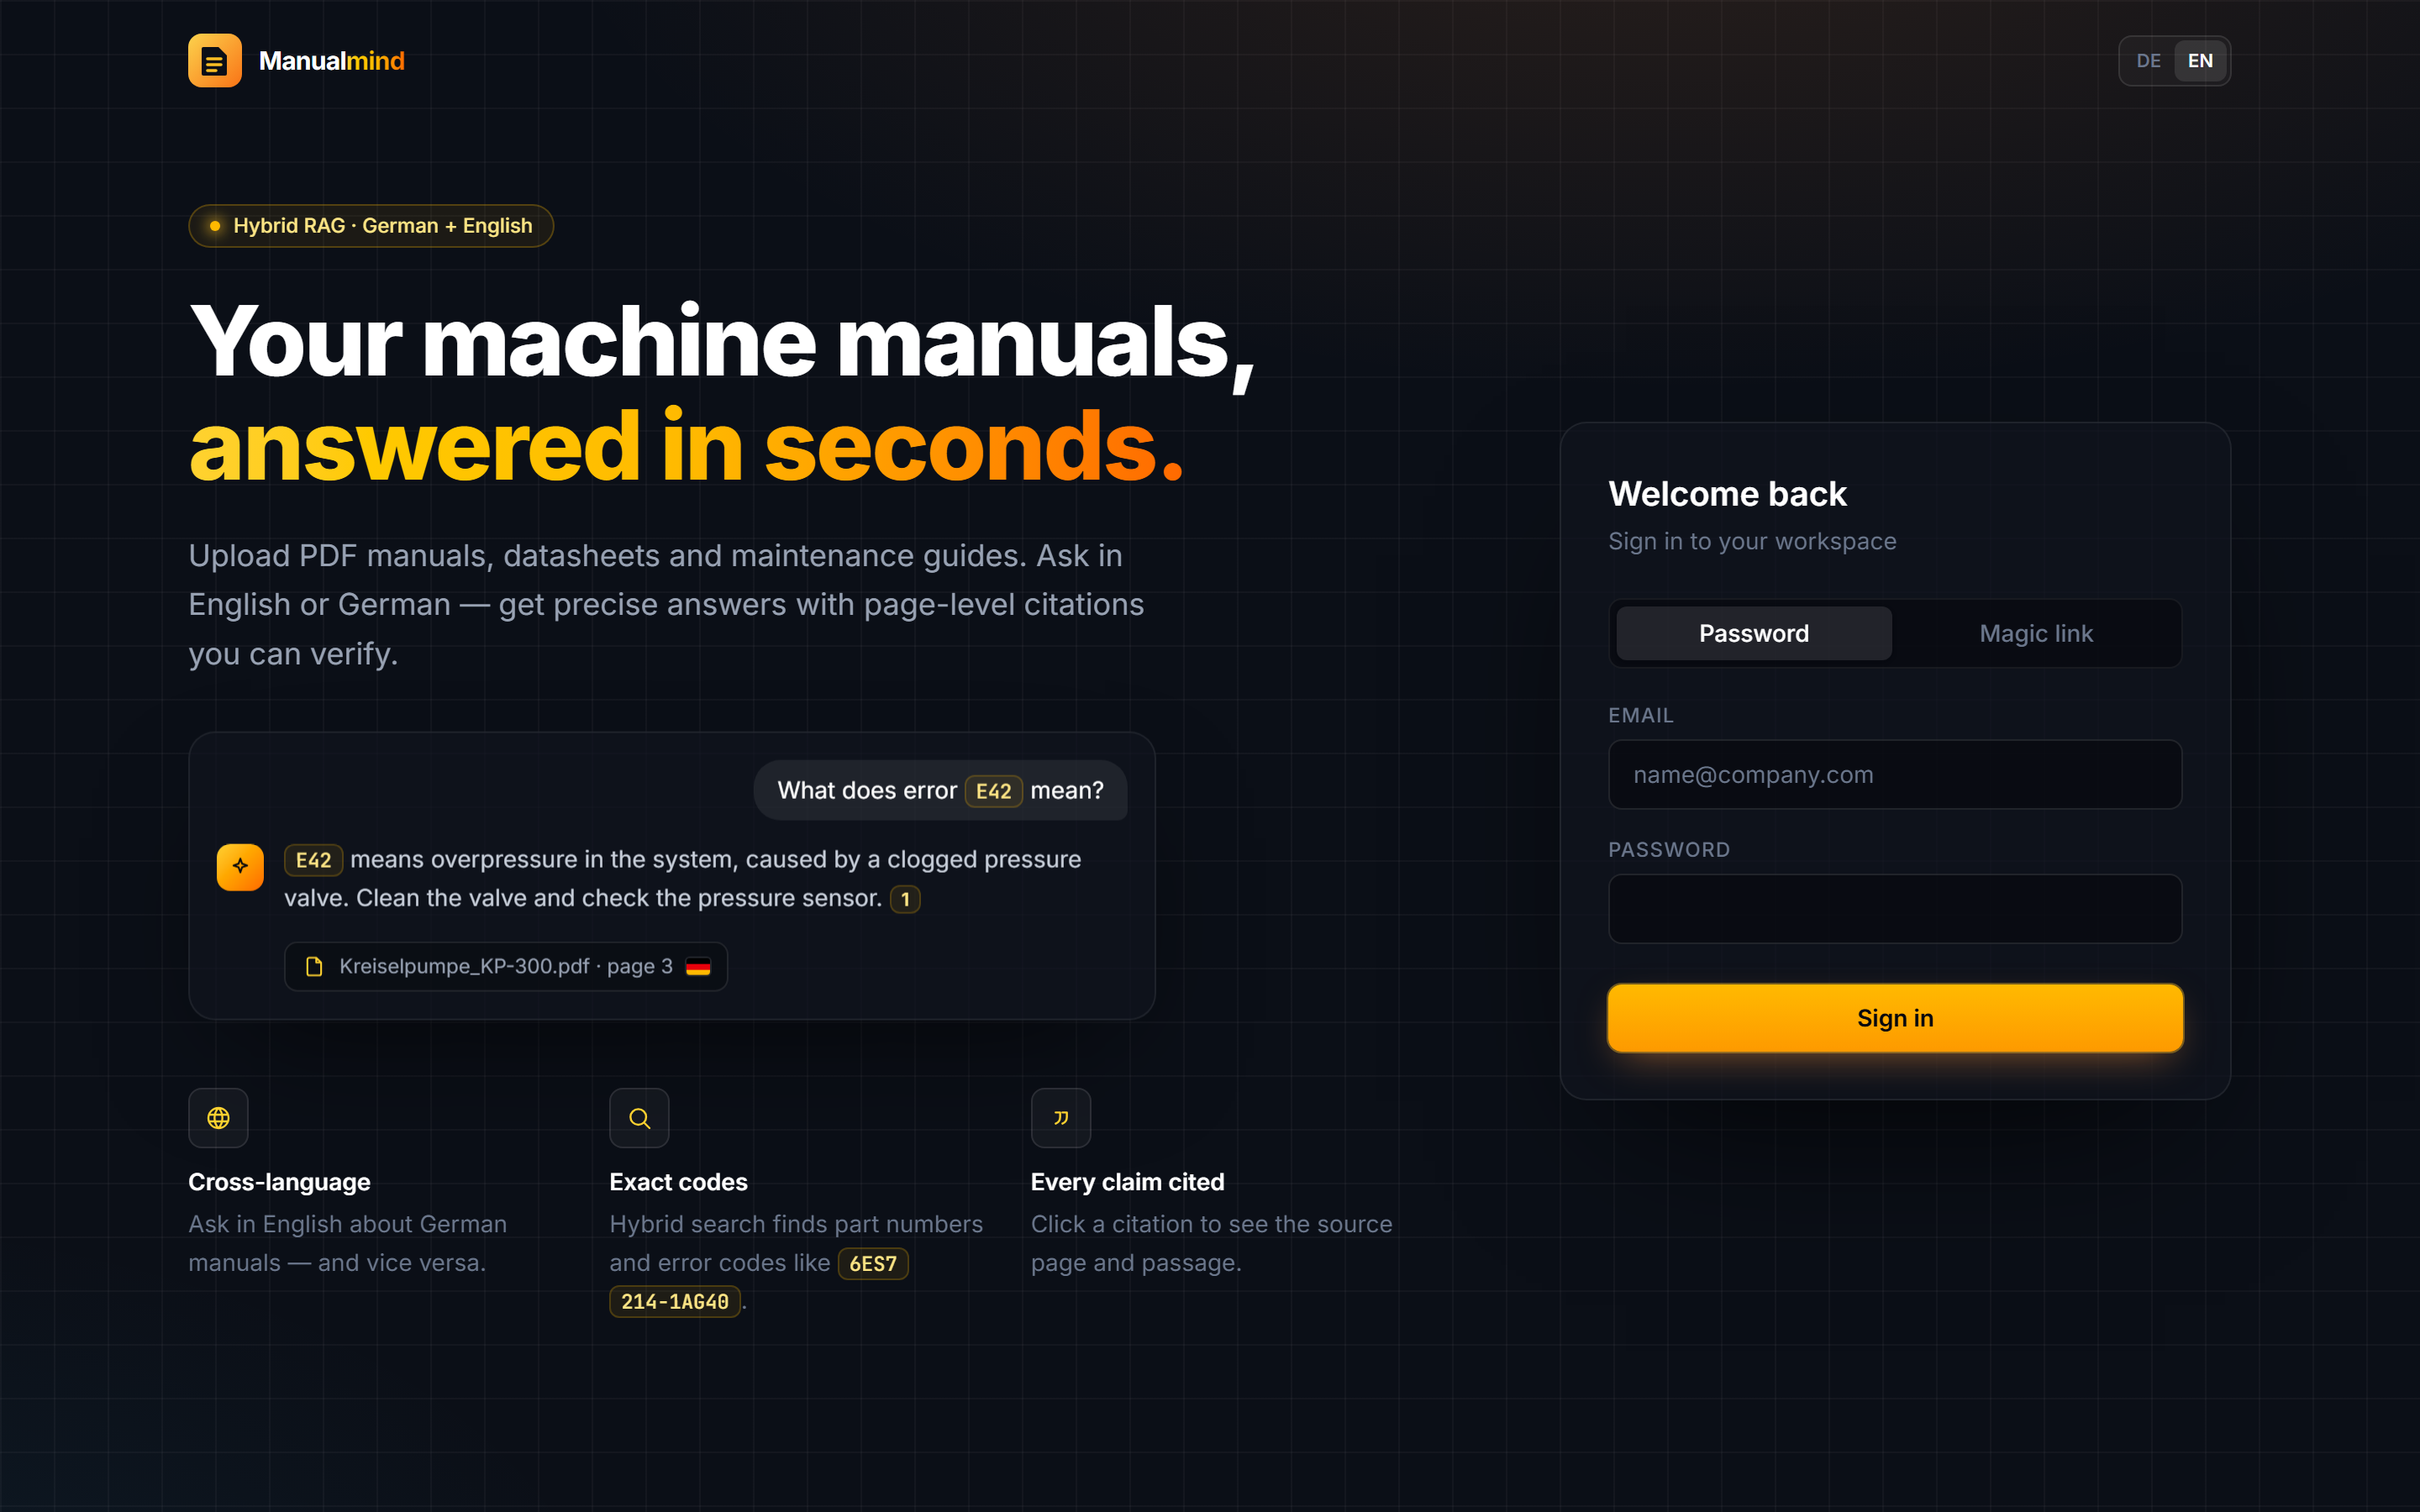 Manualmind
DE EN
Hybrid RAG · German + English
Your machine manuals,
answered in seconds.
Upload PDF manuals, datasheets and maintenance guides. Ask in
English or German — get precise answers with page-level citations
you can verify.
What does error E42 mean?
E42 means overpressure in the system, caused by a clogged pressure
valve. Clean the valve and check the pressure sensor. 1
Kreiselpumpe_KP-300.pdf · page 3
Cross-language
Ask in English about German
manuals — and vice versa.
Exact codes
Hybrid search finds part numbers
and error codes like 6ES7
214-1AG40.
Every claim cited
Click a citation to see the source
page and passage.
Welcome back
Sign in to your workspace
Password Magic link
EMAIL
name@company.com
PASSWORD
Sign in